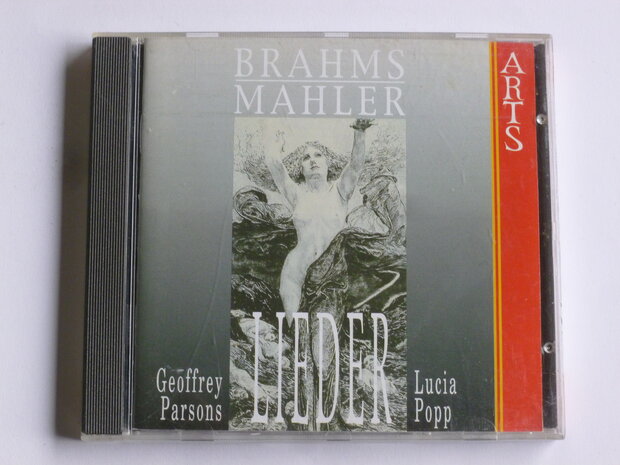 BRAHMS
MAHLER
ARTS
LIEDER
Geoffrey
Parsons
Lucia
Popp